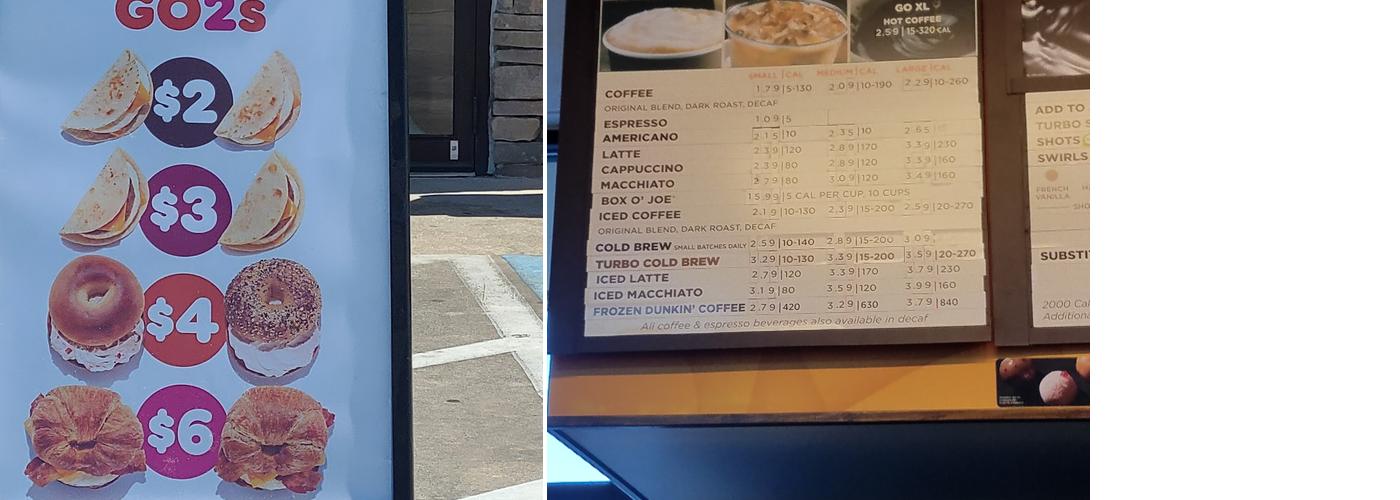 GO2s
$2
$3
$4
$6
GO XL
HOT COFFEE
2.59|15-320 CAL
SMALL|CAL MEDIUM|CAL LARGE|CAL
COFFEE 1.79|5-130 2.09|10-190 2.29|10-260
ORIGINAL BLEND, DARK ROAST, DECAF
ESPRESSO 1.09|5
AMERICANO 2.15|10 2.35|10 2.65
LATTE 2.39|120 2.89|170 3.39|230
CAPPUCCINO 2.39|80 2.89|120 3.39|160
MACCHIATO 2.79|80 3.09|120 3.49|160
BOX O' JOE 15.99|5 CAL PER CUP, 10 CUPS
ICED COFFEE 2.19|10-130 2.39|15-200 2.59|20-270
ORIGINAL BLEND, DARK ROAST, DECAF
COLD BREW SMALL BATCHES DAILY 2.59|10-140 2.89|15-200 3.09
TURBO COLD BREW 3.29|10-130 3.39|15-200 3.59|20-270
ICED LATTE 2.79|120 3.39|170 3.79|230
ICED MACCHIATO 3.19|80 3.59|120 3.99|160
FROZEN DUNKIN' COFFEE 2.79|420 3.29|630 3.79|840
All coffee & espresso beverages also available in decaf
ADD TO
TURBO S
SHOTS
SWIRLS
FRENCH
VANILLA
SHO
SUBSTIT
2000 Cal
Additiona